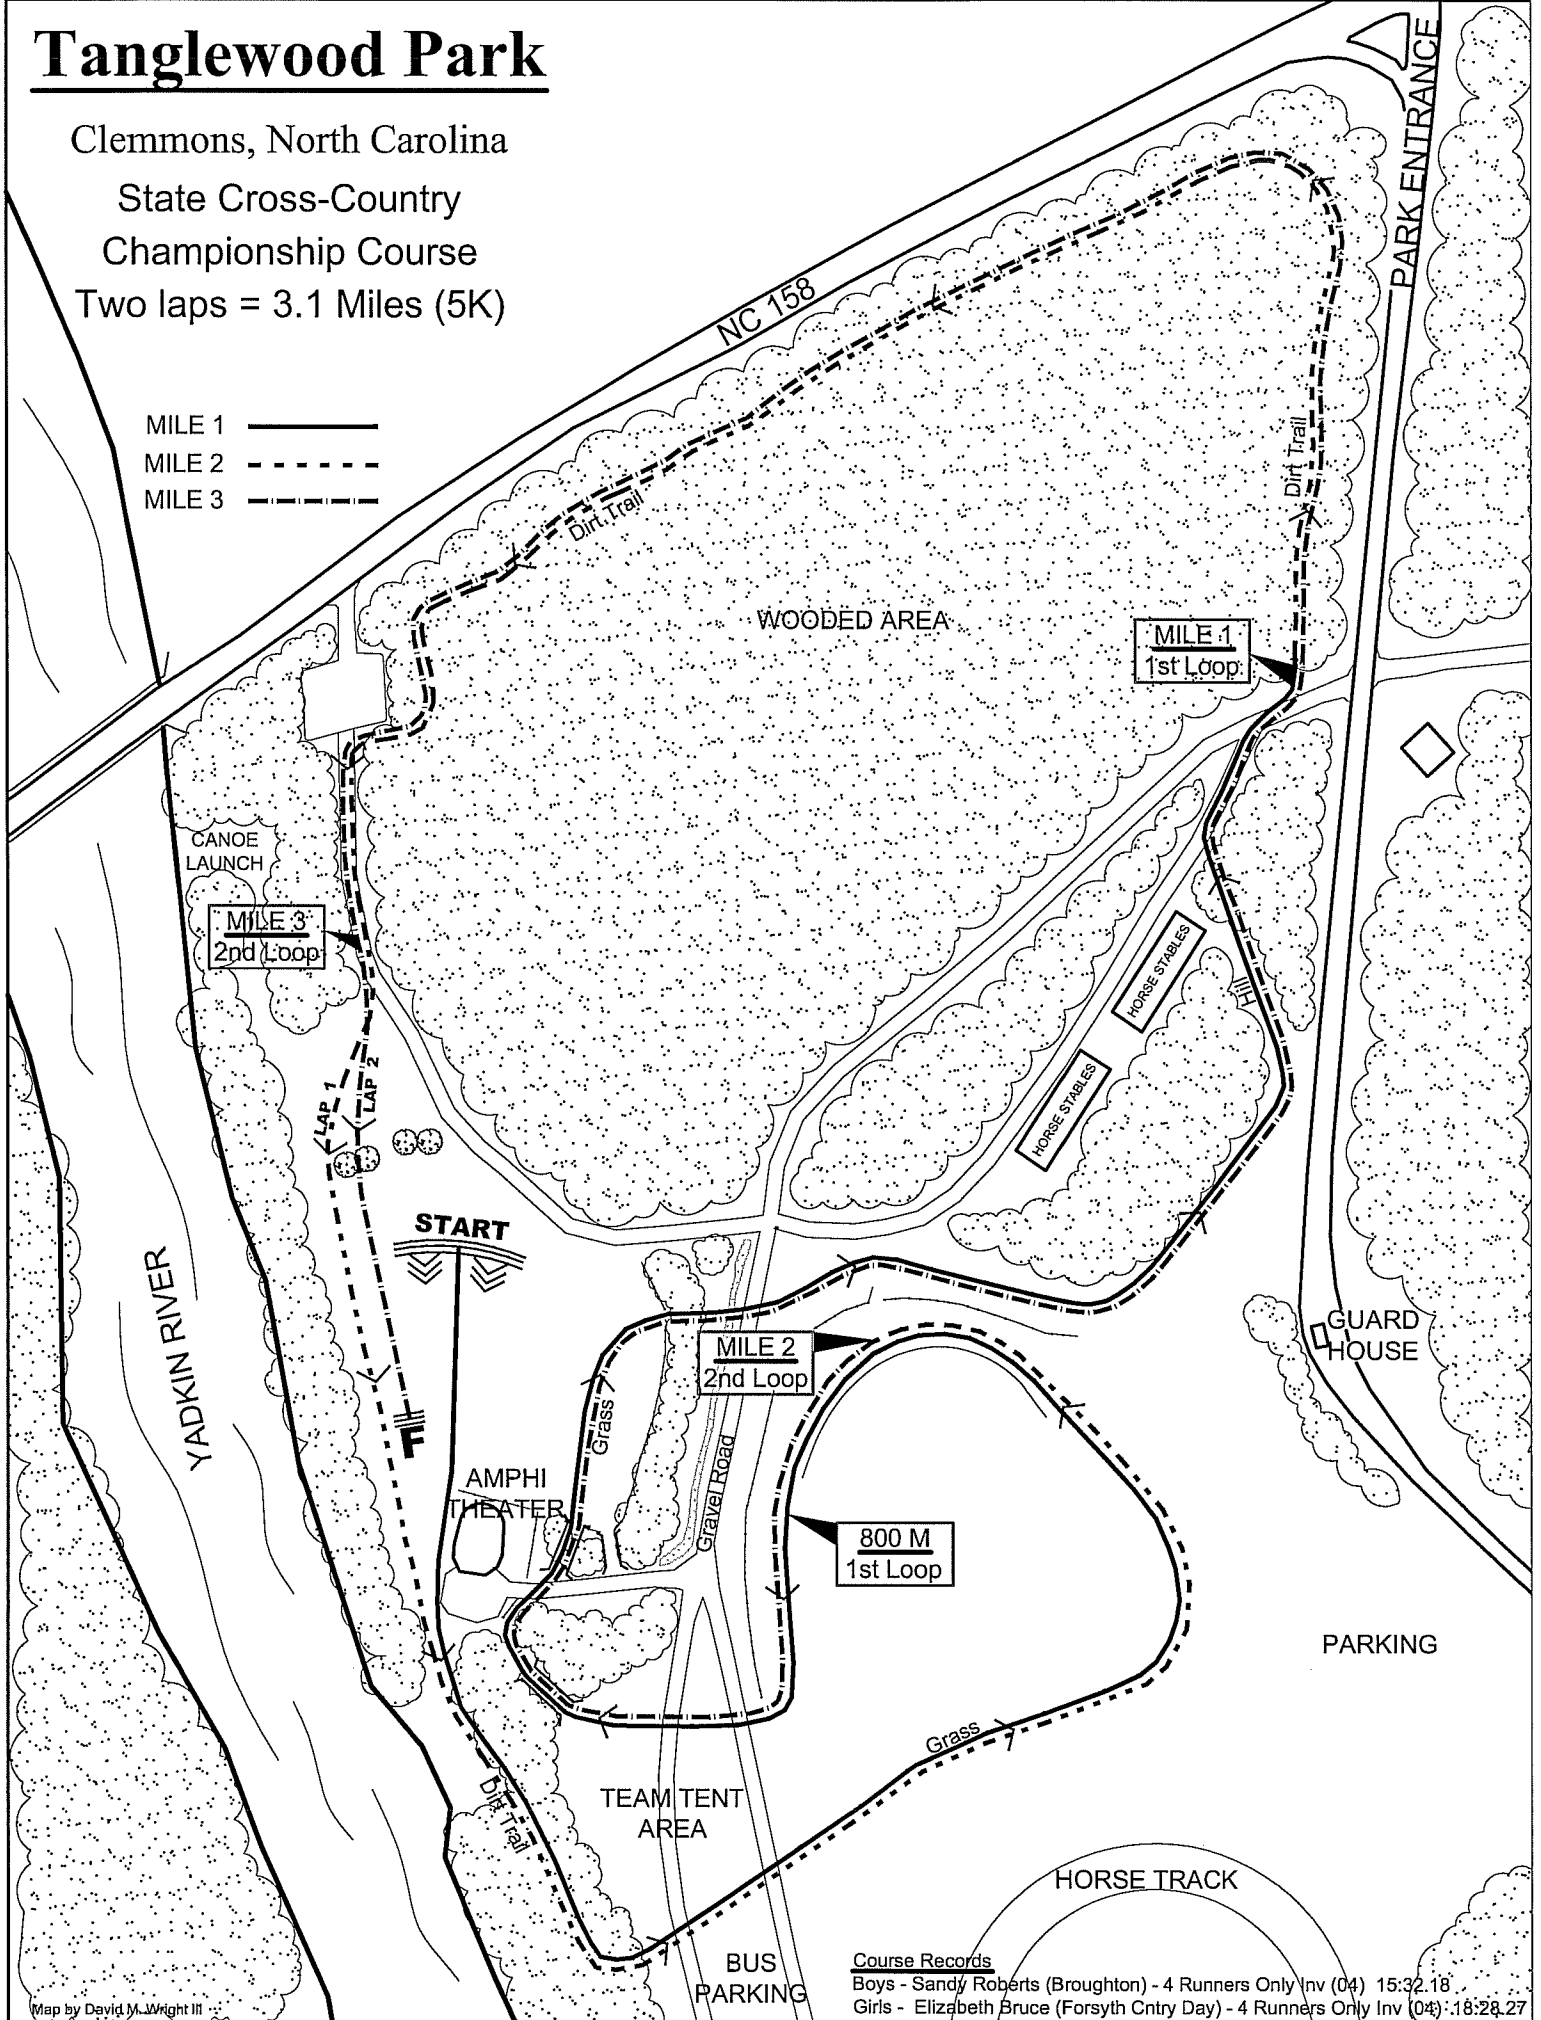 Tanglewood Park
Clemmons, North Carolina
State Cross-Country
Championship Course
Two laps = 3.1 Miles (5K)
MILE 1
MILE 2
MILE 3
PARK ENTRANCE
NC 158
Dirt Trail
Dirt Trail
WOODED AREA
MILE 1
1st Loop
CANOE
LAUNCH
MILE 3
2nd Loop
HORSE STABLES
Hill
HORSE STABLES
LAP 1
LAP 2
START
YADKIN RIVER
GUARD
HOUSE
MILE 2
2nd Loop
Grass
F
Gravel Road
AMPHI
THEATER
800 M
1st Loop
PARKING
Grass
Dirt Trail
TEAM TENT
AREA
HORSE TRACK
BUS
PARKING
Course Records
Boys - Sandy Roberts (Broughton) - 4 Runners Only Inv (04) 15:32.18
Girls - Elizabeth Bruce (Forsyth Cntry Day) - 4 Runners Only Inv (04) 18:28.27
Map by David M. Wright III